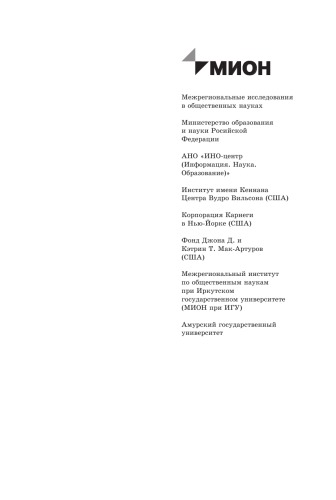 МИОН
Межрегиональные исследования
в общественных науках
Министерство образования
и науки Росийской
Федерации
АНО «ИНО-центр
(Информация. Наука.
Образование)»
Институт имени Кеннана
Центра Вудро Вильсона (США)
Корпорация Карнеги
в Нью-Йорке (США)
Фонд Джона Д. и
Кэтрин Т. Мак-Артуров
(США)
Межрегиональный институт
по общественным наукам
при Иркутском
государственном университете
(МИОН при ИГУ)
Амурский государственный
университет